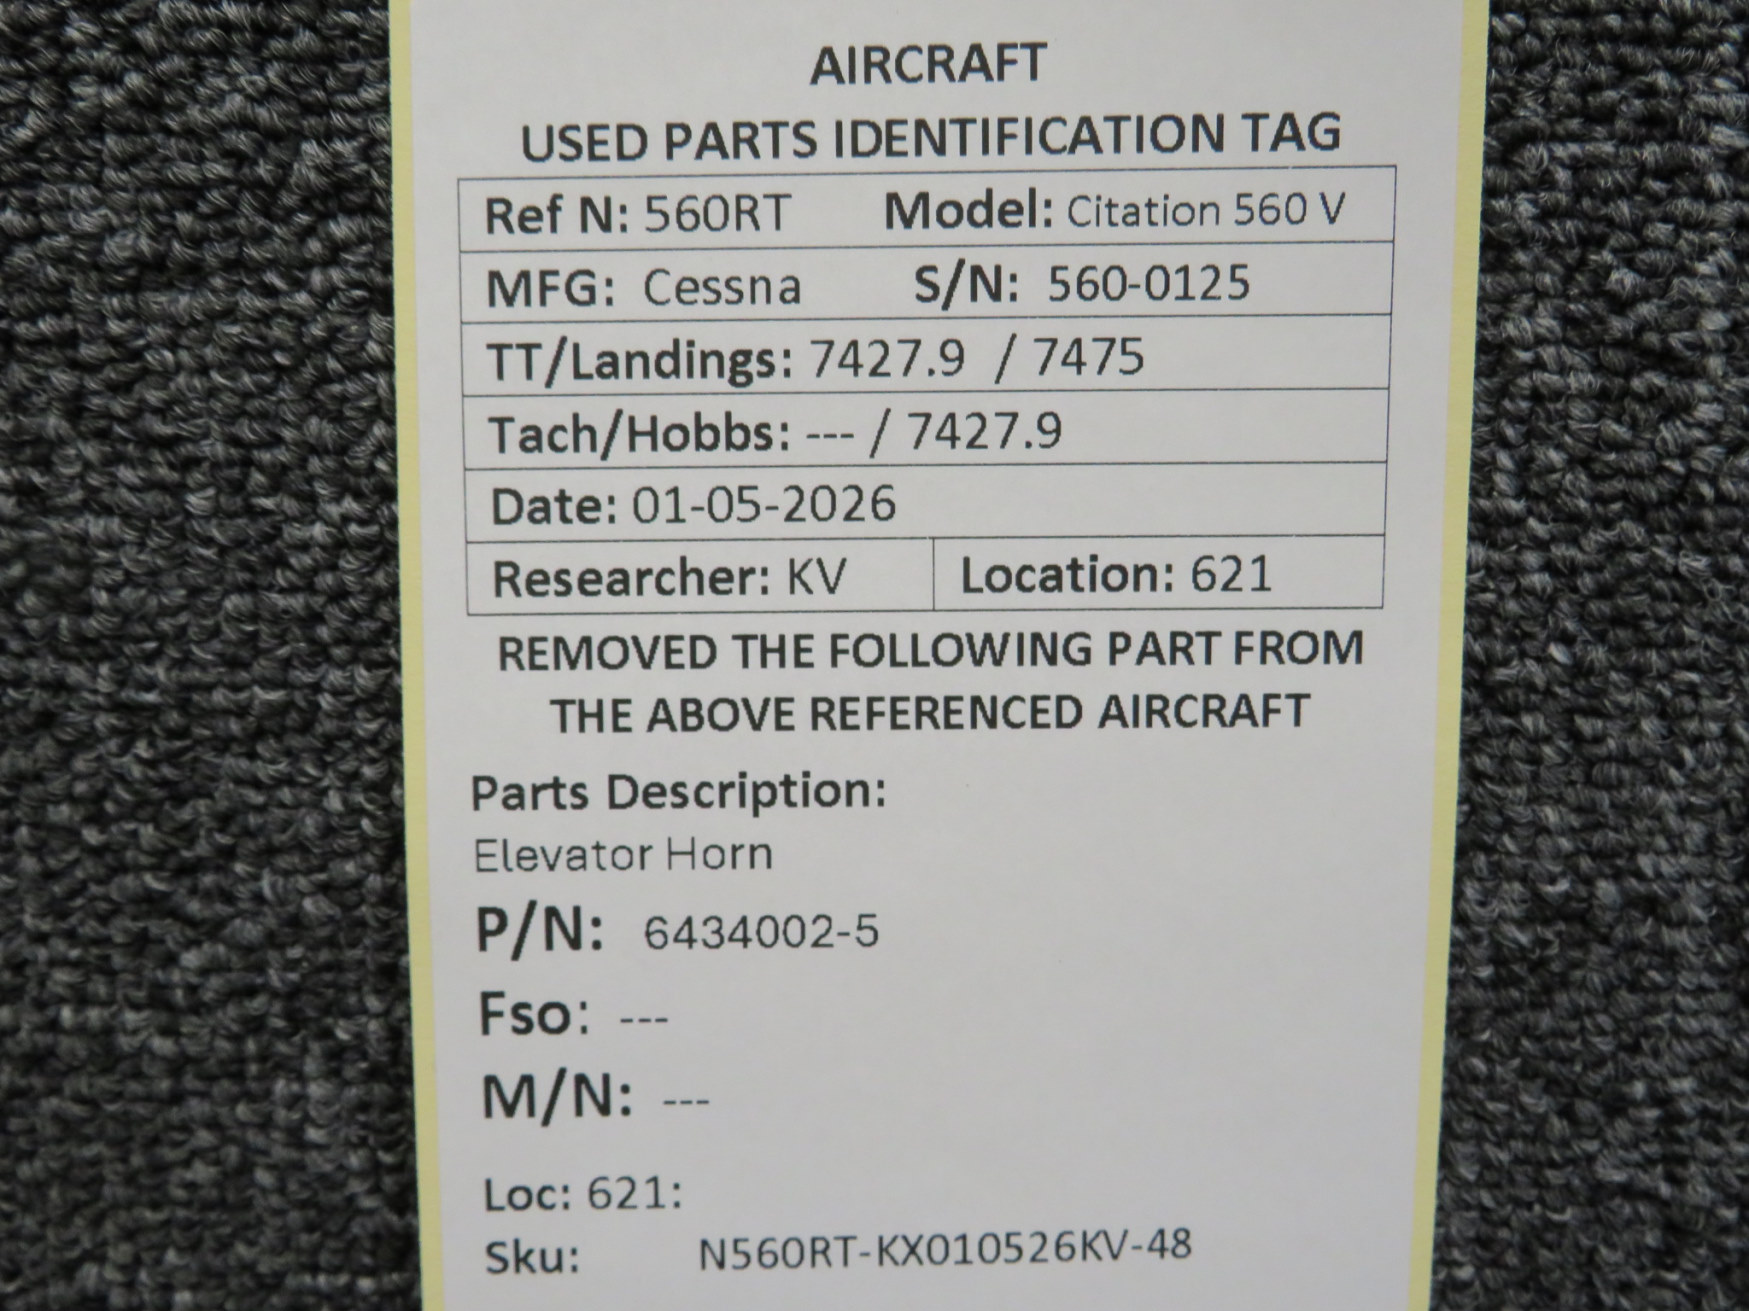 AIRCRAFT
USED PARTS IDENTIFICATION TAG
Ref N: 560RT Model: Citation 560 V
MFG: Cessna S/N: 560-0125
TT/Landings: 7427.9 / 7475
Tach/Hobbs: --- / 7427.9
Date: 01-05-2026
Researcher: KV Location: 621
REMOVED THE FOLLOWING PART FROM
THE ABOVE REFERENCED AIRCRAFT
Parts Description:
Elevator Horn
P/N: 6434002-5
Fso: ---
M/N: ---
Loc: 621:
Sku: N560RT-KX010526KV-48